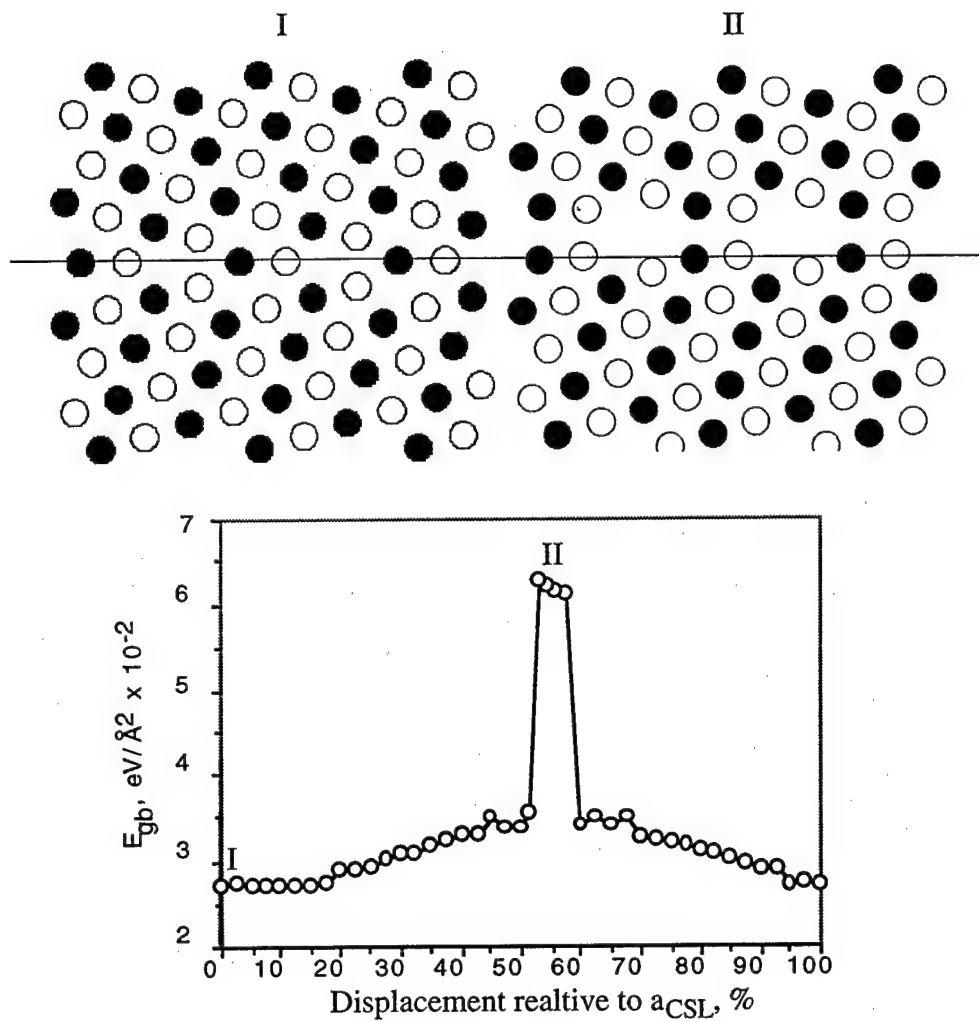 I II
7
6
5
4
3
2
E_gb, eV/Å² x 10⁻²
II
I
0 10 20 30 40 50 60 70 80 90 100
Displacement realtive to a_CSL, %